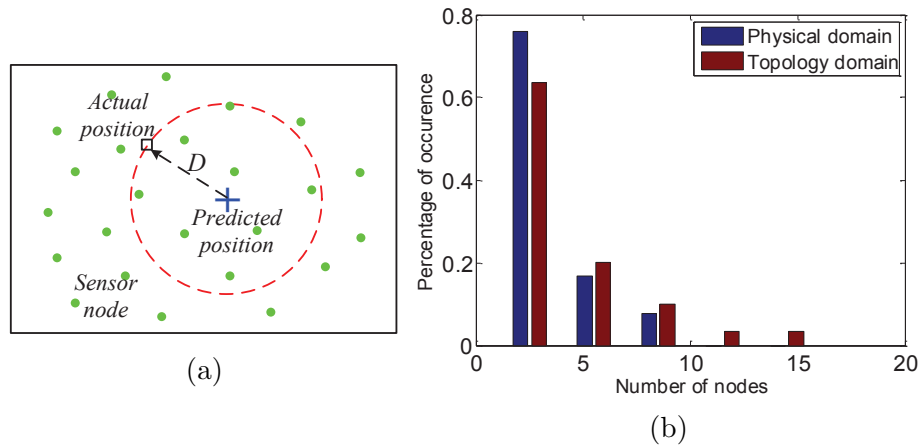 Actual
position
D
Predicted
position
Sensor
node
(a)
0.8
0.6
0.4
0.2
0
Percentage of occurence
Physical domain
Topology domain
0
5
10
15
20
Number of nodes
(b)